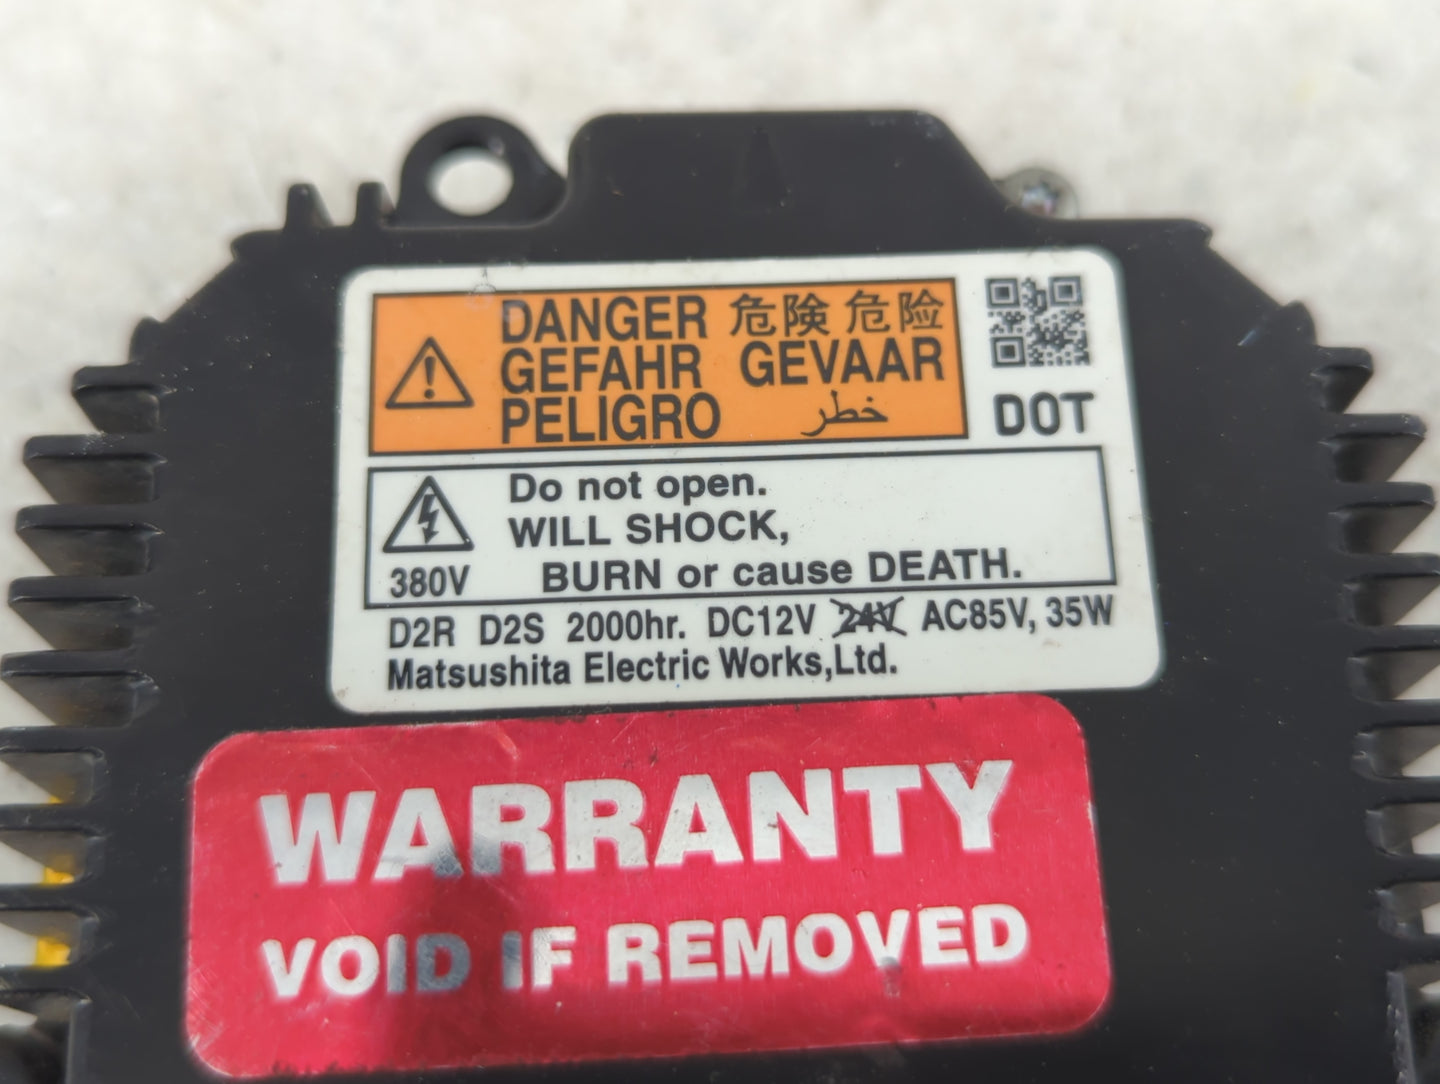 DANGER 危険 危险
GEFAHR GEVAAR
PELIGRO خطر
DOT
Do not open.
WILL SHOCK,
380V BURN or cause DEATH.
D2R D2S 2000hr. DC12V 24V AC85V, 35W
Matsushita Electric Works,Ltd.
WARRANTY
VOID IF REMOVED